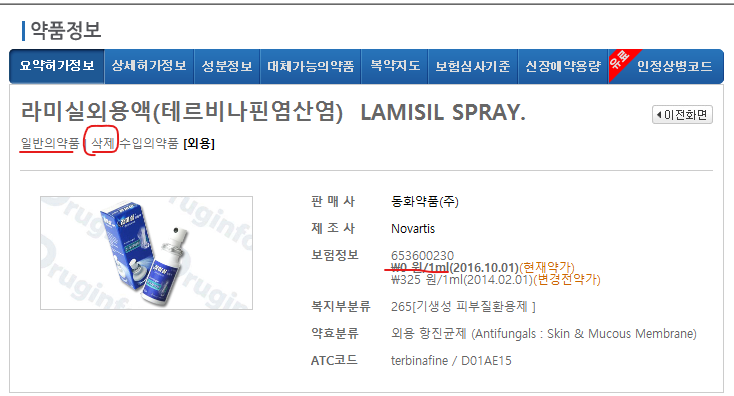 약품정보
요약허가정보 상세허가정보 성분정보 대체가능의약품 복약지도 보험심사기준 신장애약용량 유료 인정상병코드
라미실외용액(테르비나핀염산염) LAMISIL SPRAY.
이전화면
일반의약품 | 삭제 수입의약품 [외용]
판 매 사 동화약품(주)
제 조 사 Novartis
보험정보 653600230
₩0 원/1ml(2016.10.01)(현재약가)
₩325 원/1ml(2014.02.01)(변경전약가)
복지부분류 265[기생성 피부질환용제 ]
약효분류 외용 항진균제 (Antifungals : Skin & Mucous Membrane)
ATC코드 terbinafine / D01AE15
라미실
Druginfo